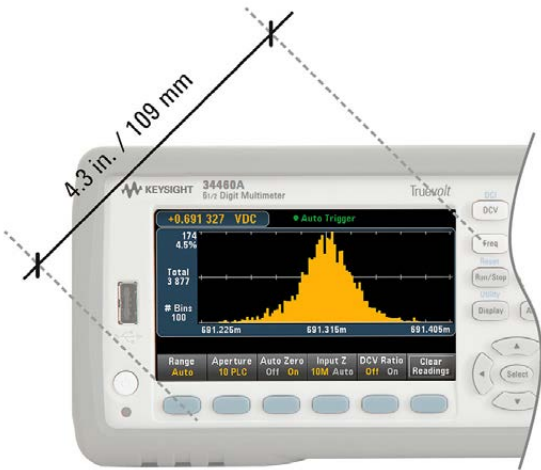 4.3 in. / 109 mm
KEYSIGHT 34460A
6½ Digit Multimeter
Truevolt
DCI
DCV
Freq
Reset
Run/Stop
Utility
Display
A
Select
+0.691 327 VDC
Auto Trigger
174
4.5%
Total
3 877
# Bins
100
691.225m 691.315m 691.405m
Range Aperture Auto Zero Input Z DCV Ratio Clear
Auto 10 PLC Off On 10M Auto Off On Readings